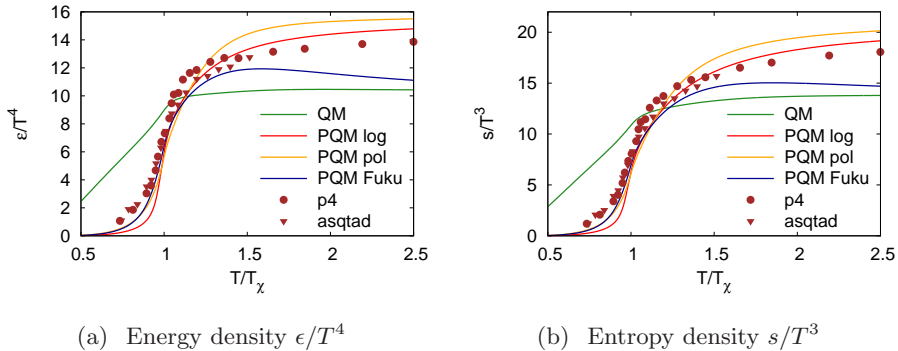 ε/T⁴
16
14
12
10
8
6
4
2
0
0.5
1
1.5
2
2.5
T/Tχ
QM
PQM log
PQM pol
PQM Fuku
p4
asqtad
s/T³
20
15
10
5
0
0.5
1
1.5
2
2.5
T/Tχ
QM
PQM log
PQM pol
PQM Fuku
p4
asqtad
(a) Energy density ϵ/T⁴
(b) Entropy density s/T³